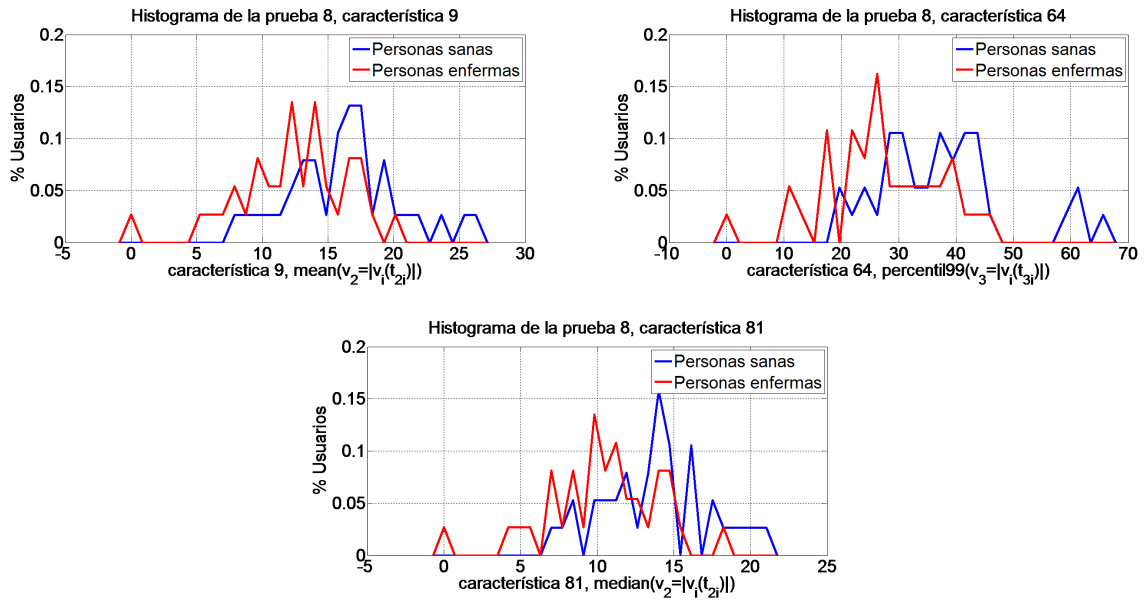 Histograma de la prueba 8, característica 9
0.2
0.15
0.1
0.05
0
% Usuarios
Personas sanas
Personas enfermas
-5 0 5 10 15 20 25 30
característica 9, mean(v2=|vi(t2i)|)
Histograma de la prueba 8, característica 64
0.2
0.15
0.1
0.05
0
% Usuarios
Personas sanas
Personas enfermas
-10 0 10 20 30 40 50 60 70
característica 64, percentil99(v3=|vi(t3i)|)
Histograma de la prueba 8, característica 81
0.2
0.15
0.1
0.05
0
% Usuarios
Personas sanas
Personas enfermas
-5 0 5 10 15 20 25
característica 81, median(v2=|vi(t2i)|)